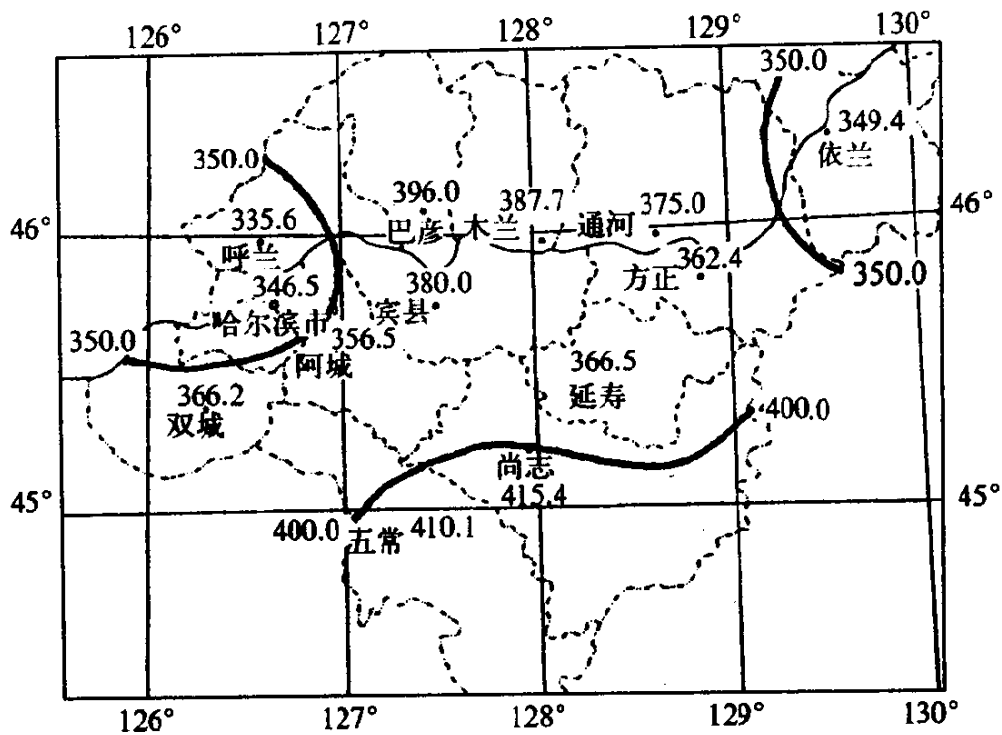 126° 127° 128° 129° 130°
350.0
349.4
依兰
350.0
396.0 387.7 375.0
46° 335.6 巴彦 木兰 通河 46°
呼兰 362.4
346.5 380.0 方正 350.0
哈尔滨市 宾县
350.0 356.5
阿城 366.5
366.2 延寿
双城 400.0
尚志
45° 415.4 45°
400.0 五常 410.1
126° 127° 128° 129° 130°